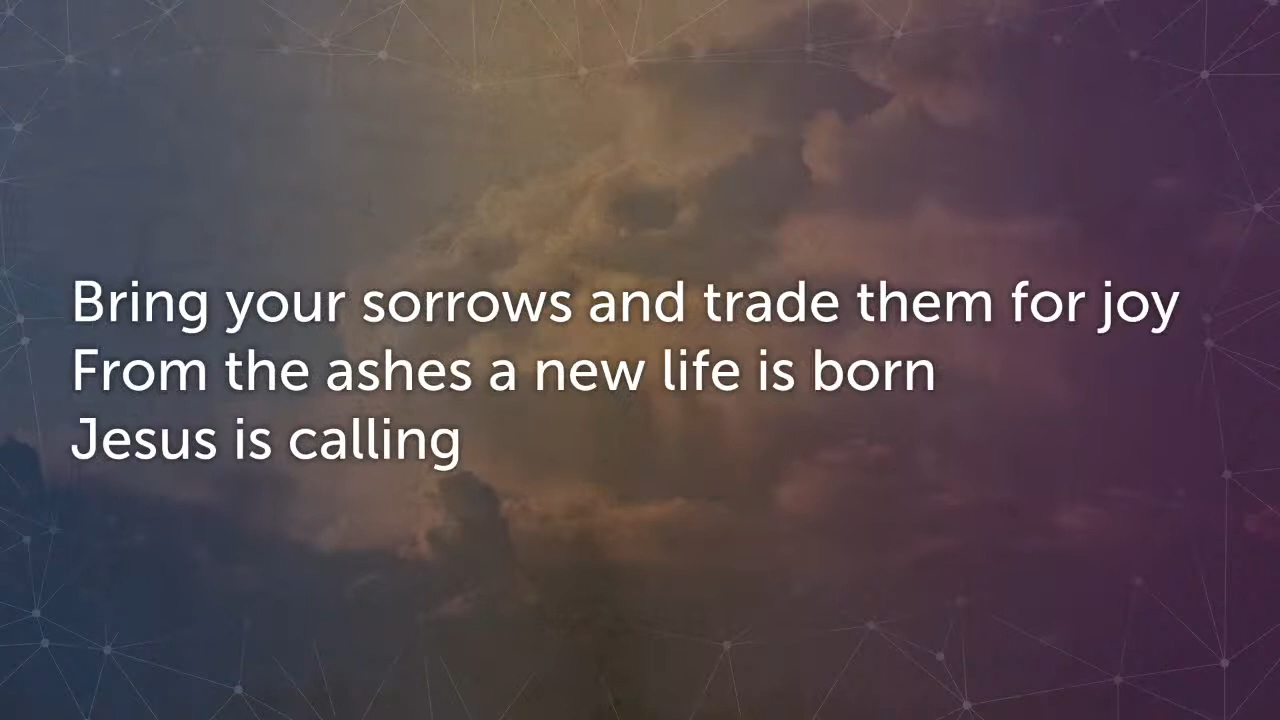 Bring your sorrows and trade them for joy
From the ashes a new life is born
Jesus is calling